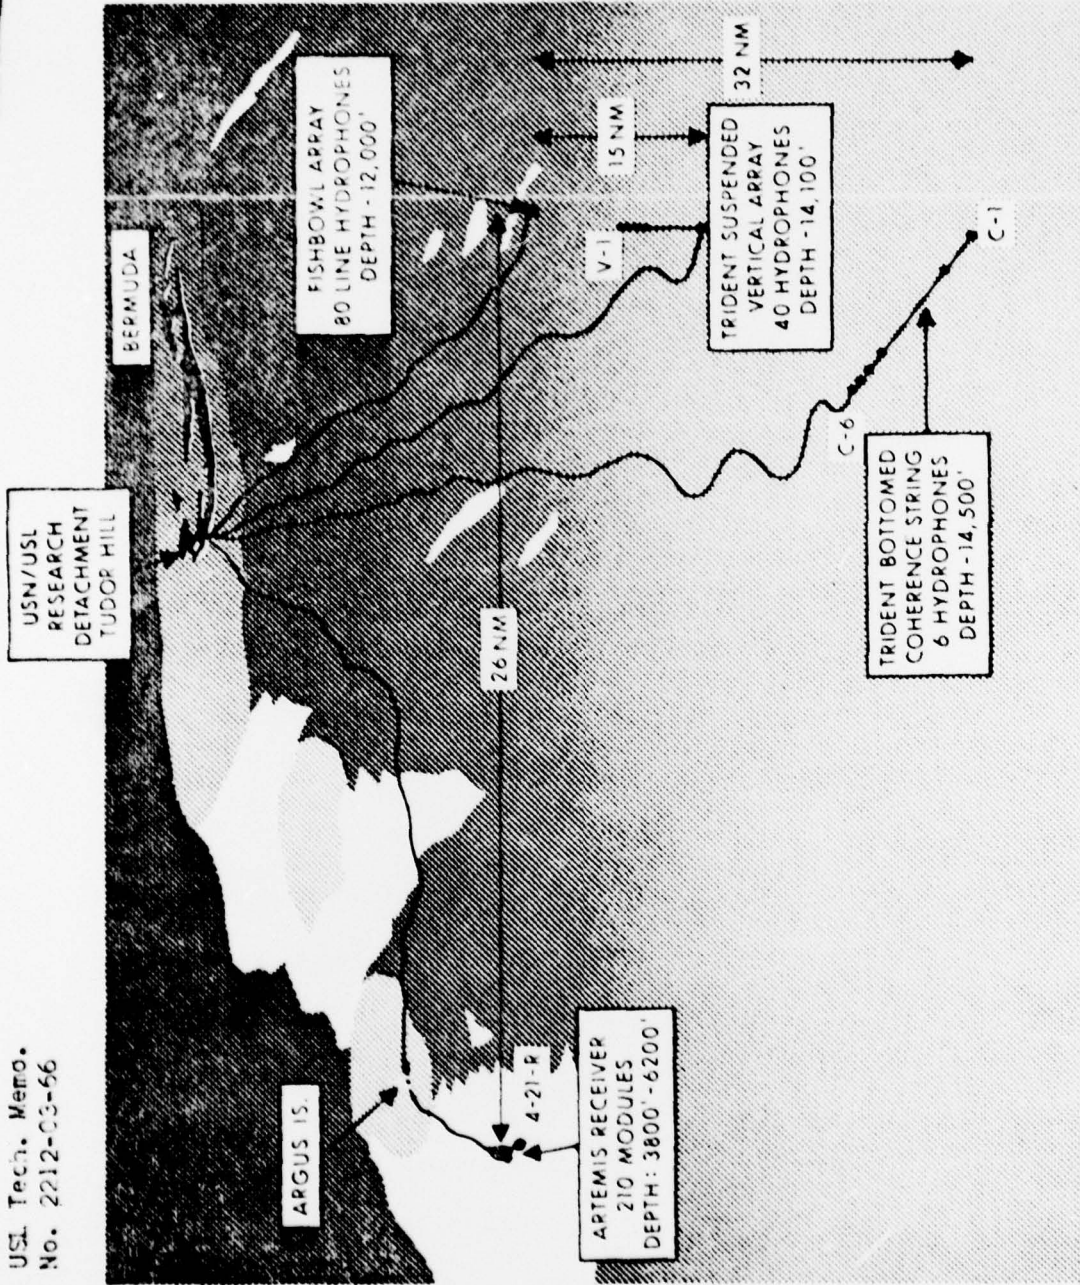 USL Tech. Memo.
No. 2212-03-66
USN/USL
RESEARCH
DETACHMENT
TUDOR HILL
BERMUDA
FISHBOWL ARRAY
80 LINE HYDROPHONES
DEPTH -12,000'
ARGUS IS.
26 NM
V-1
15 NM
32 NM
4-21-R
ARTEMIS RECEIVER
210 MODULES
DEPTH: 3800'-6200'
TRIDENT SUSPENDED
VERTICAL ARRAY
40 HYDROPHONES
DEPTH -14,100'
C-6
C-1
TRIDENT BOTTOMED
COHERENCE STRING
6 HYDROPHONES
DEPTH -14,500'